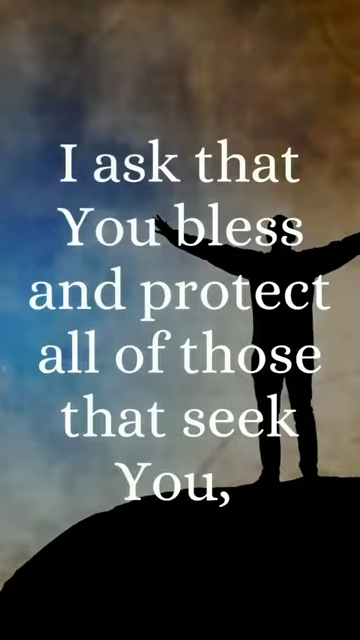 I ask that
You bless
and protect
all of those
that seek
You,